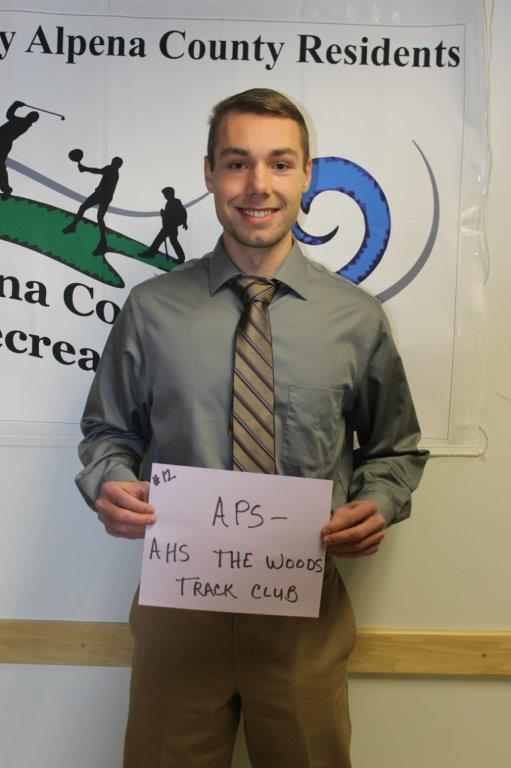 y Alpena County Residents
na Co
ecrea
#12
APS-
AHS THE WOODS
TRACK CLUB